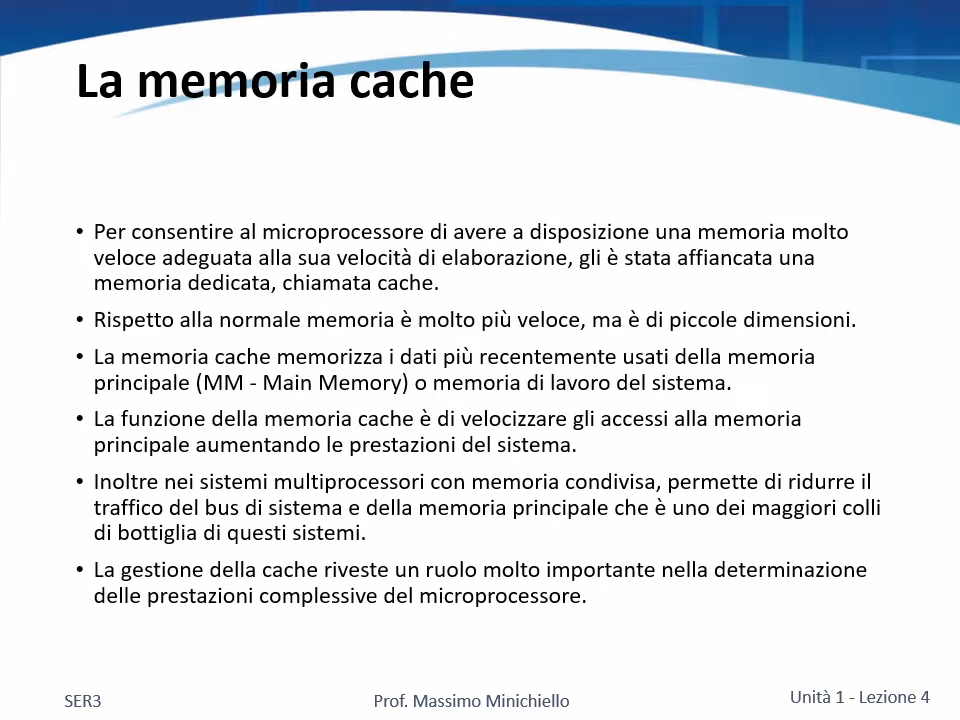 La memoria cache
• Per consentire al microprocessore di avere a disposizione una memoria molto
veloce adeguata alla sua velocità di elaborazione, gli è stata affiancata una
memoria dedicata, chiamata cache.
• Rispetto alla normale memoria è molto più veloce, ma è di piccole dimensioni.
• La memoria cache memorizza i dati più recentemente usati della memoria
principale (MM - Main Memory) o memoria di lavoro del sistema.
• La funzione della memoria cache è di velocizzare gli accessi alla memoria
principale aumentando le prestazioni del sistema.
• Inoltre nei sistemi multiprocessori con memoria condivisa, permette di ridurre il
traffico del bus di sistema e della memoria principale che è uno dei maggiori colli
di bottiglia di questi sistemi.
• La gestione della cache riveste un ruolo molto importante nella determinazione
delle prestazioni complessive del microprocessore.
SER3
Prof. Massimo Minichiello
Unità 1 - Lezione 4